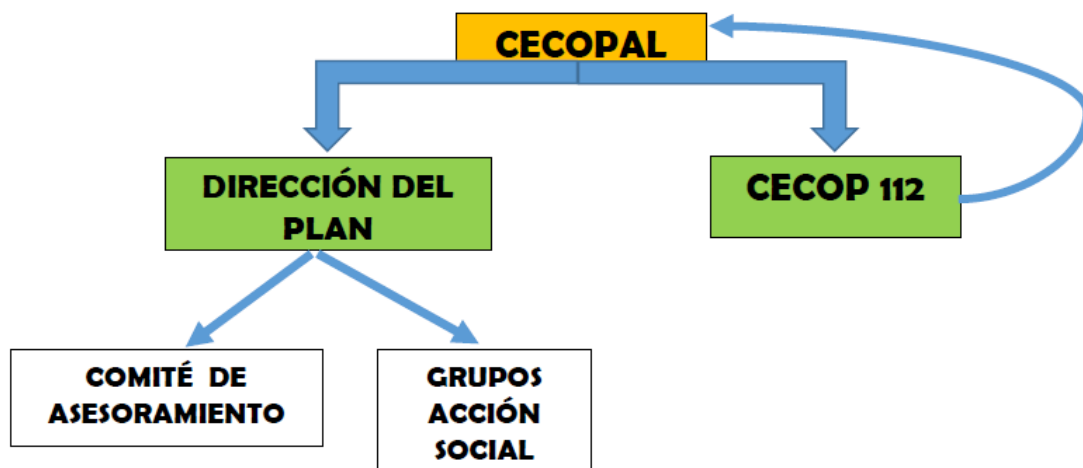 CECOPAL
DIRECCIÓN DEL
PLAN
CECOP 112
COMITÉ DE
ASESORAMIENTO
GRUPOS
ACCIÓN
SOCIAL